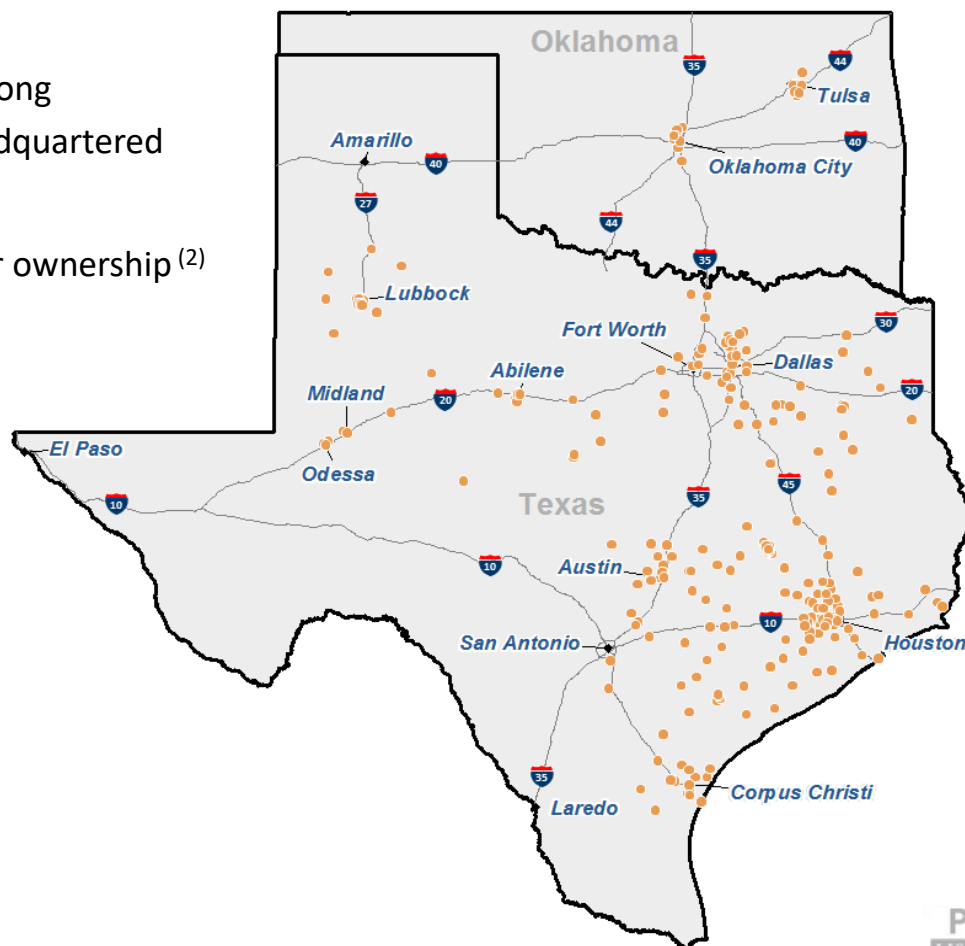 Oklahoma
35
44
ong
Tulsa
dquartered
Amarillo
40
40
Oklahoma City
27
44
r ownership (2)
35
Lubbock
30
Fort Worth
Dallas
Abilene
Midland
20
20
El Paso
Odessa
45
10
Texas
35
10
Austin
10
San Antonio
Houston
35
Corpus Christi
Laredo
P